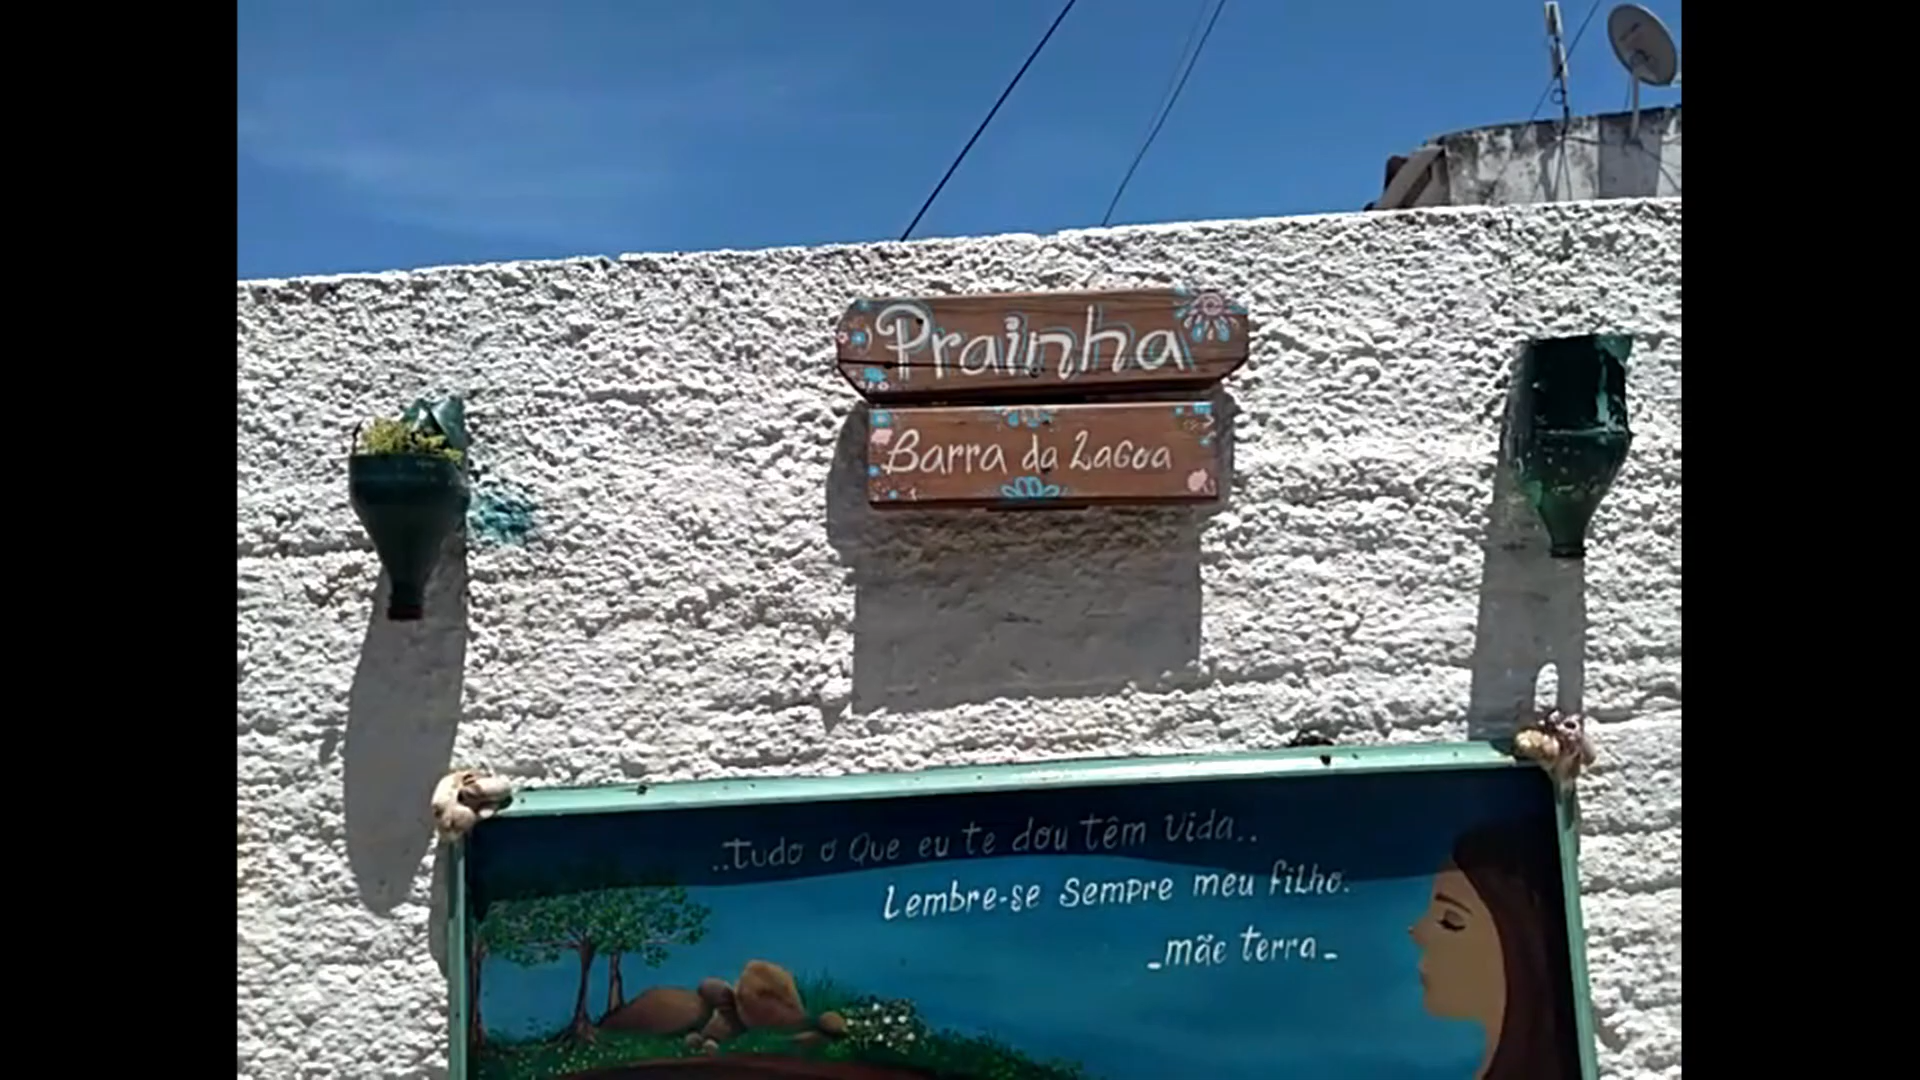 Prainha
Barra da Lagoa
..Tudo o Que eu te dou têm Vida..
Lembre-se Sempre meu filho.
_mãe terra_